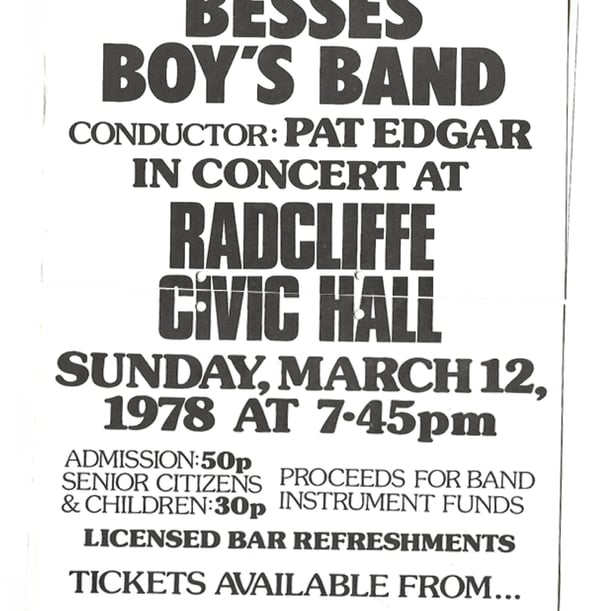 BESSES
BOY'S BAND
CONDUCTOR: PAT EDGAR
IN CONCERT AT
RADCLIFFE
CIVIC HALL
SUNDAY, MARCH 12,
1978 AT 7·45pm
ADMISSION: 50p
SENIOR CITIZENS
& CHILDREN: 30p
PROCEEDS FOR BAND
INSTRUMENT FUNDS
LICENSED BAR REFRESHMENTS
TICKETS AVAILABLE FROM...